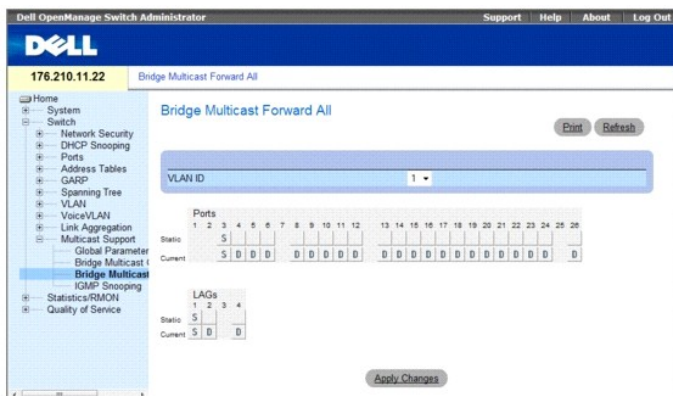 Dell OpenManage Switch Administrator
Support Help About Log Out
DELL
176.210.11.22
Bridge Multicast Forward All
Home
System
Switch
Network Security
DHCP Snooping
Ports
Address Tables
GARP
Spanning Tree
VLAN
VoiceVLAN
Link Aggregation
Multicast Support
Global Parameter
Bridge Multicast G
Bridge Multicast
IGMP Snooping
Statistics/RMON
Quality of Service
Bridge Multicast Forward All
Print Refresh
VLAN ID 1
Ports
1 2 3 4 5 6 7 8 9 10 11 12 13 14 15 16 17 18 19 20 21 22 23 24 25 26
Static S
Current S D D D D D D D D D D D D D D D D D D D D D D
LAGs
1 2 3 4
Static S
Current S D D
Apply Changes